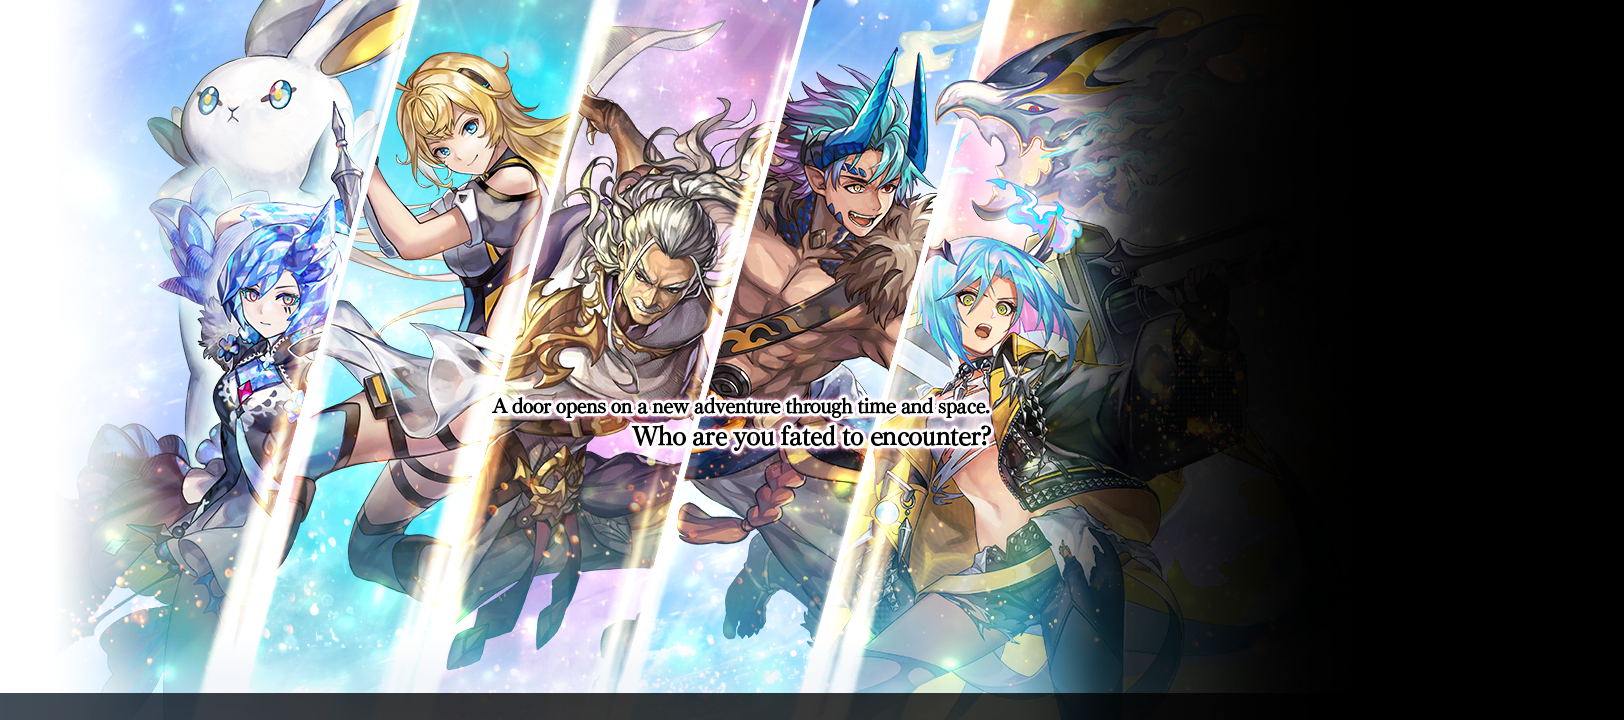 A door opens on a new adventure through time and space.
Who are you fated to encounter?